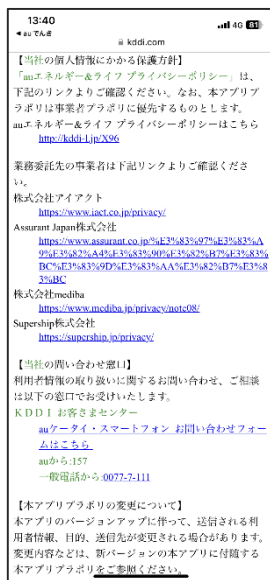 13:40
4G 81
◀ au でんき
kddi.com
【当社の個人情報にかかる保護方針】
「auエネルギー&ライフ プライバシーポリシー」は、
下記のリンクよりご確認ください。なお、本アプリプ
ラポリは事業者プラポリに優先するものとします。
auエネルギー&ライフ プライバシーポリシーはこちら
http://kddi-l.jp/X96
業務委託先の事業者は下記リンクよりご確認くださ
い。
株式会社アイアクト
https://www.iact.co.jp/privacy/
Assurant Japan株式会社
https://www.assurant.co.jp/%E3%83%97%E3%83%A
9%E3%82%A4%E3%83%90%E3%82%B7%E3%83%
BC%E3%83%9D%E3%83%AA%E3%82%B7%E3%8
3%BC
株式会社mediba
https://www.mediba.jp/privacy/note08/
Supership株式会社
https://supership.jp/privacy/
【当社の問い合わせ窓口】
利用者情報の取り扱いに関するお問い合わせ、ご相談
は以下の窓口でお受けいたします。
KDDI お客さまセンター
auケータイ・スマートフォン お問い合わせフォー
ムはこちら
auから:157
一般電話から:0077-7-111
【本アプリプラポリの変更について】
本アプリのバージョンアップに伴って、送信される利
用者情報、目的、送信先が変更される場合があります。
変更内容などは、新バージョンの本アプリに付随する
本アプリプラポリをご参照ください。